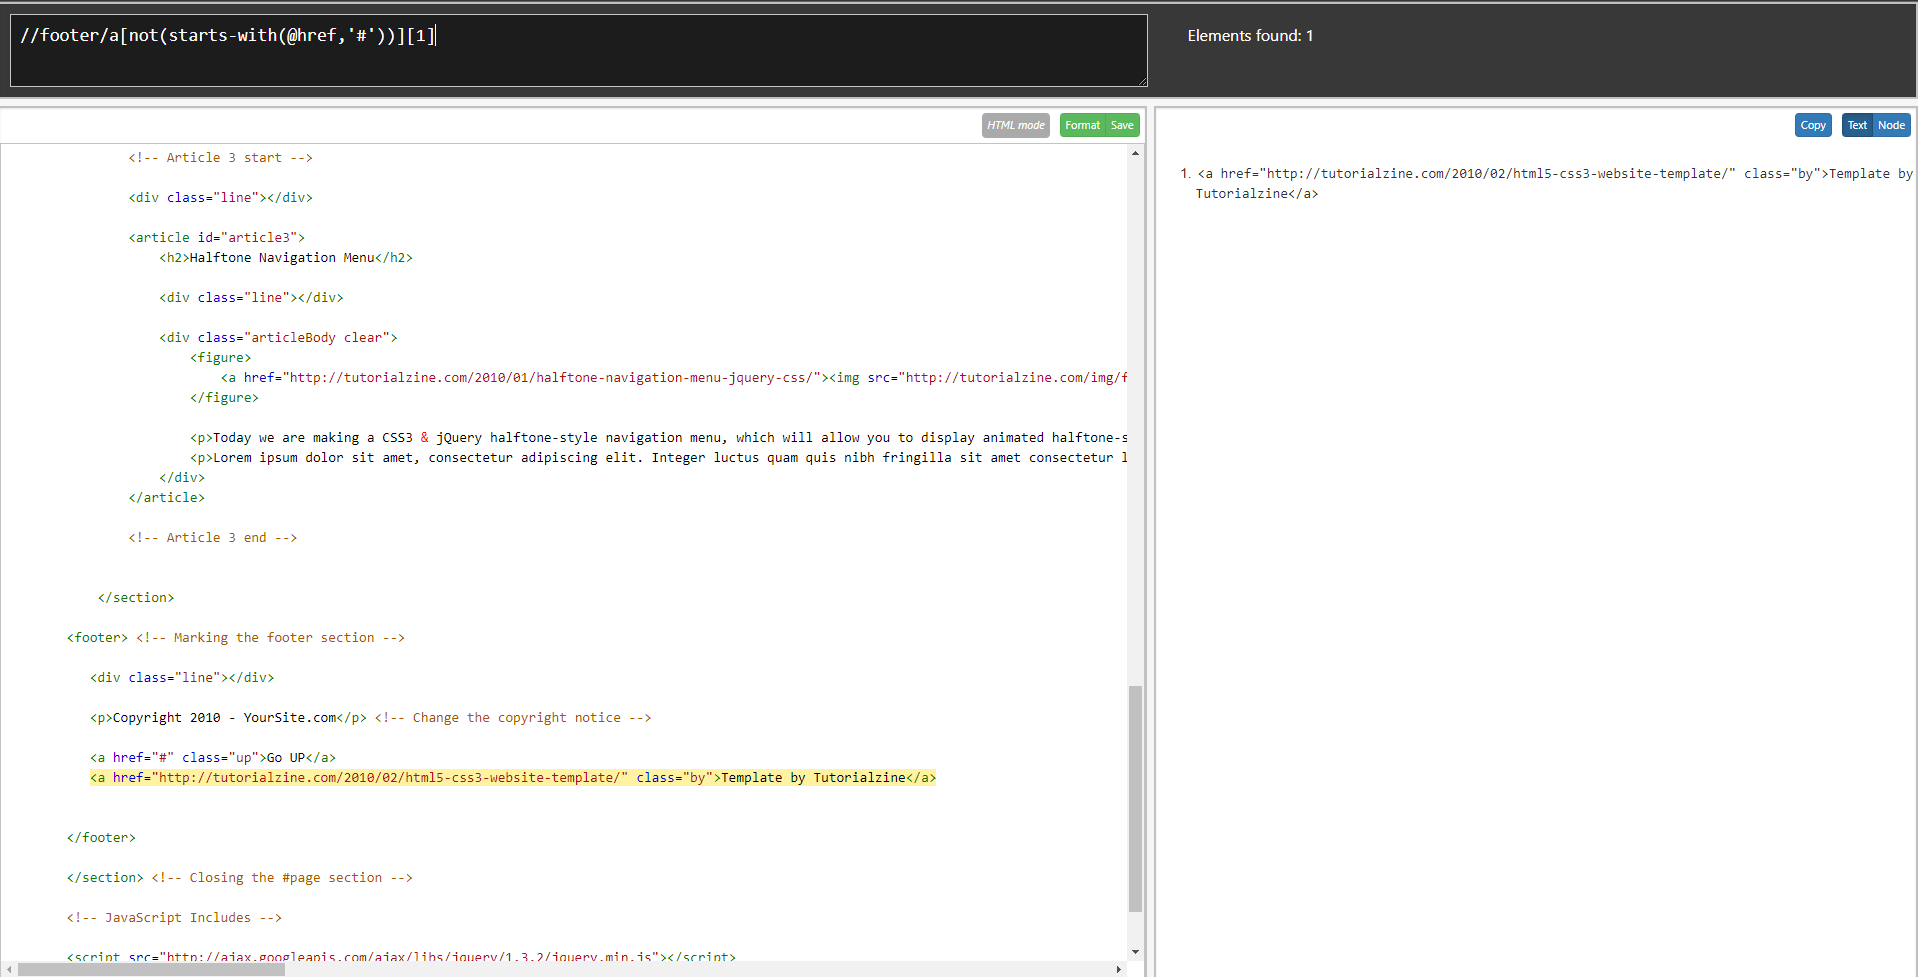 //footer/a[not(starts-with(@href,'#'))][1]
Elements found: 1
HTML mode
Format Save
<!-- Article 3 start -->
<div class="line"></div>
<article id="article3">
<h2>Halftone Navigation Menu</h2>
<div class="line"></div>
<div class="articleBody clear">
<figure>
<a href="http://tutorialzine.com/2010/01/halftone-navigation-menu-jquery-css/"><img src="http://tutorialzine.com/img/f
</figure>
<p>Today we are making a CSS3 & jQuery halftone-style navigation menu, which will allow you to display animated halftone-s
<p>Lorem ipsum dolor sit amet, consectetur adipiscing elit. Integer luctus quam quis nibh fringilla sit amet consectetur l
</div>
</article>
<!-- Article 3 end -->
</section>
<footer> <!-- Marking the footer section -->
<div class="line"></div>
<p>Copyright 2010 - YourSite.com</p> <!-- Change the copyright notice -->
<a href="#" class="up">Go UP</a>
<a href="http://tutorialzine.com/2010/02/html5-css3-website-template/" class="by">Template by Tutorialzine</a>
</footer>
</section> <!-- Closing the #page section -->
<!-- JavaScript Includes -->
<script src="http://ajax.googleapis.com/ajax/libs/jquery/1.3.2/jquery.min.js"></script>
Copy Text Node
1. <a href="http://tutorialzine.com/2010/02/html5-css3-website-template/" class="by">Template by
Tutorialzine</a>